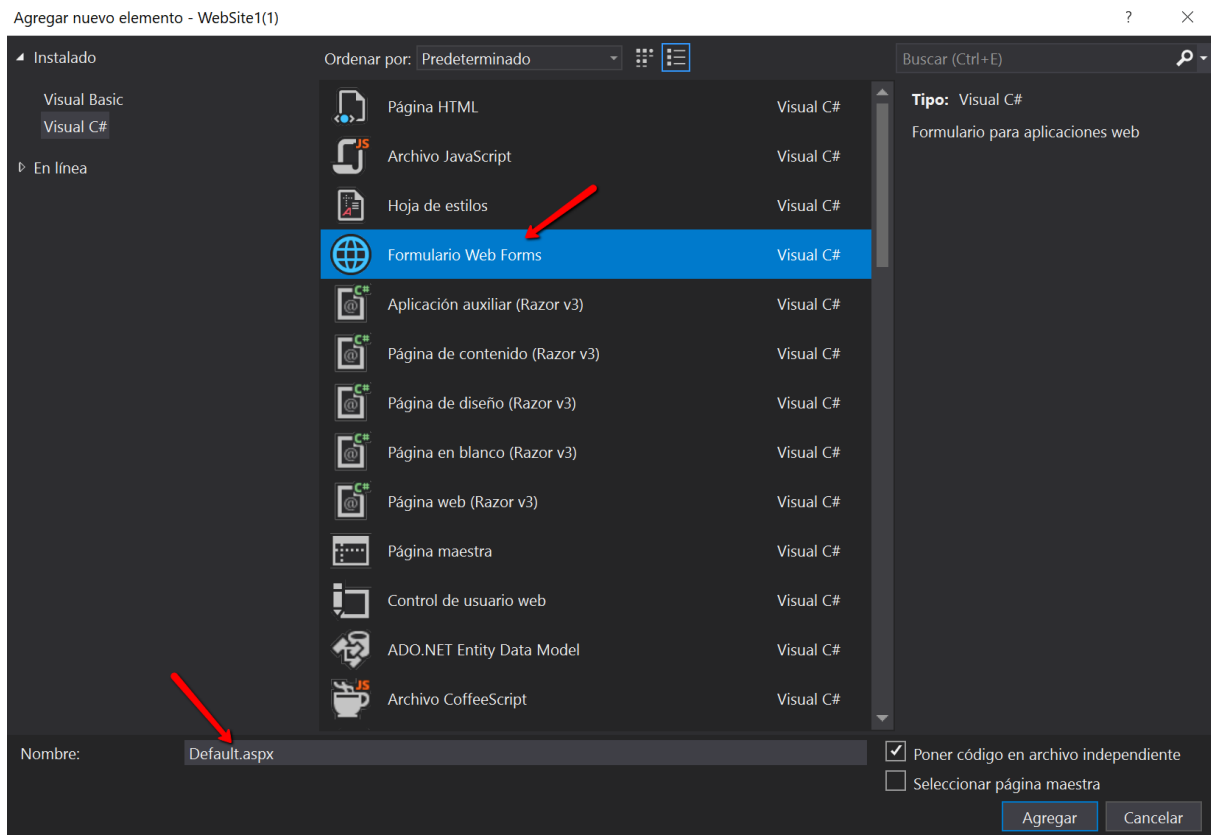 Agregar nuevo elemento - WebSite1(1)
?
Instalado
Visual Basic
Visual C#
En línea
Ordenar por: Predeterminado
Página HTML Visual C#
Archivo JavaScript Visual C#
Hoja de estilos Visual C#
Formulario Web Forms Visual C#
Aplicación auxiliar (Razor v3) Visual C#
Página de contenido (Razor v3) Visual C#
Página de diseño (Razor v3) Visual C#
Página en blanco (Razor v3) Visual C#
Página web (Razor v3) Visual C#
Página maestra Visual C#
Control de usuario web Visual C#
ADO.NET Entity Data Model Visual C#
Archivo CoffeeScript Visual C#
Buscar (Ctrl+E)
Tipo: Visual C#
Formulario para aplicaciones web
Nombre: Default.aspx
Poner código en archivo independiente
Seleccionar página maestra
Agregar Cancelar